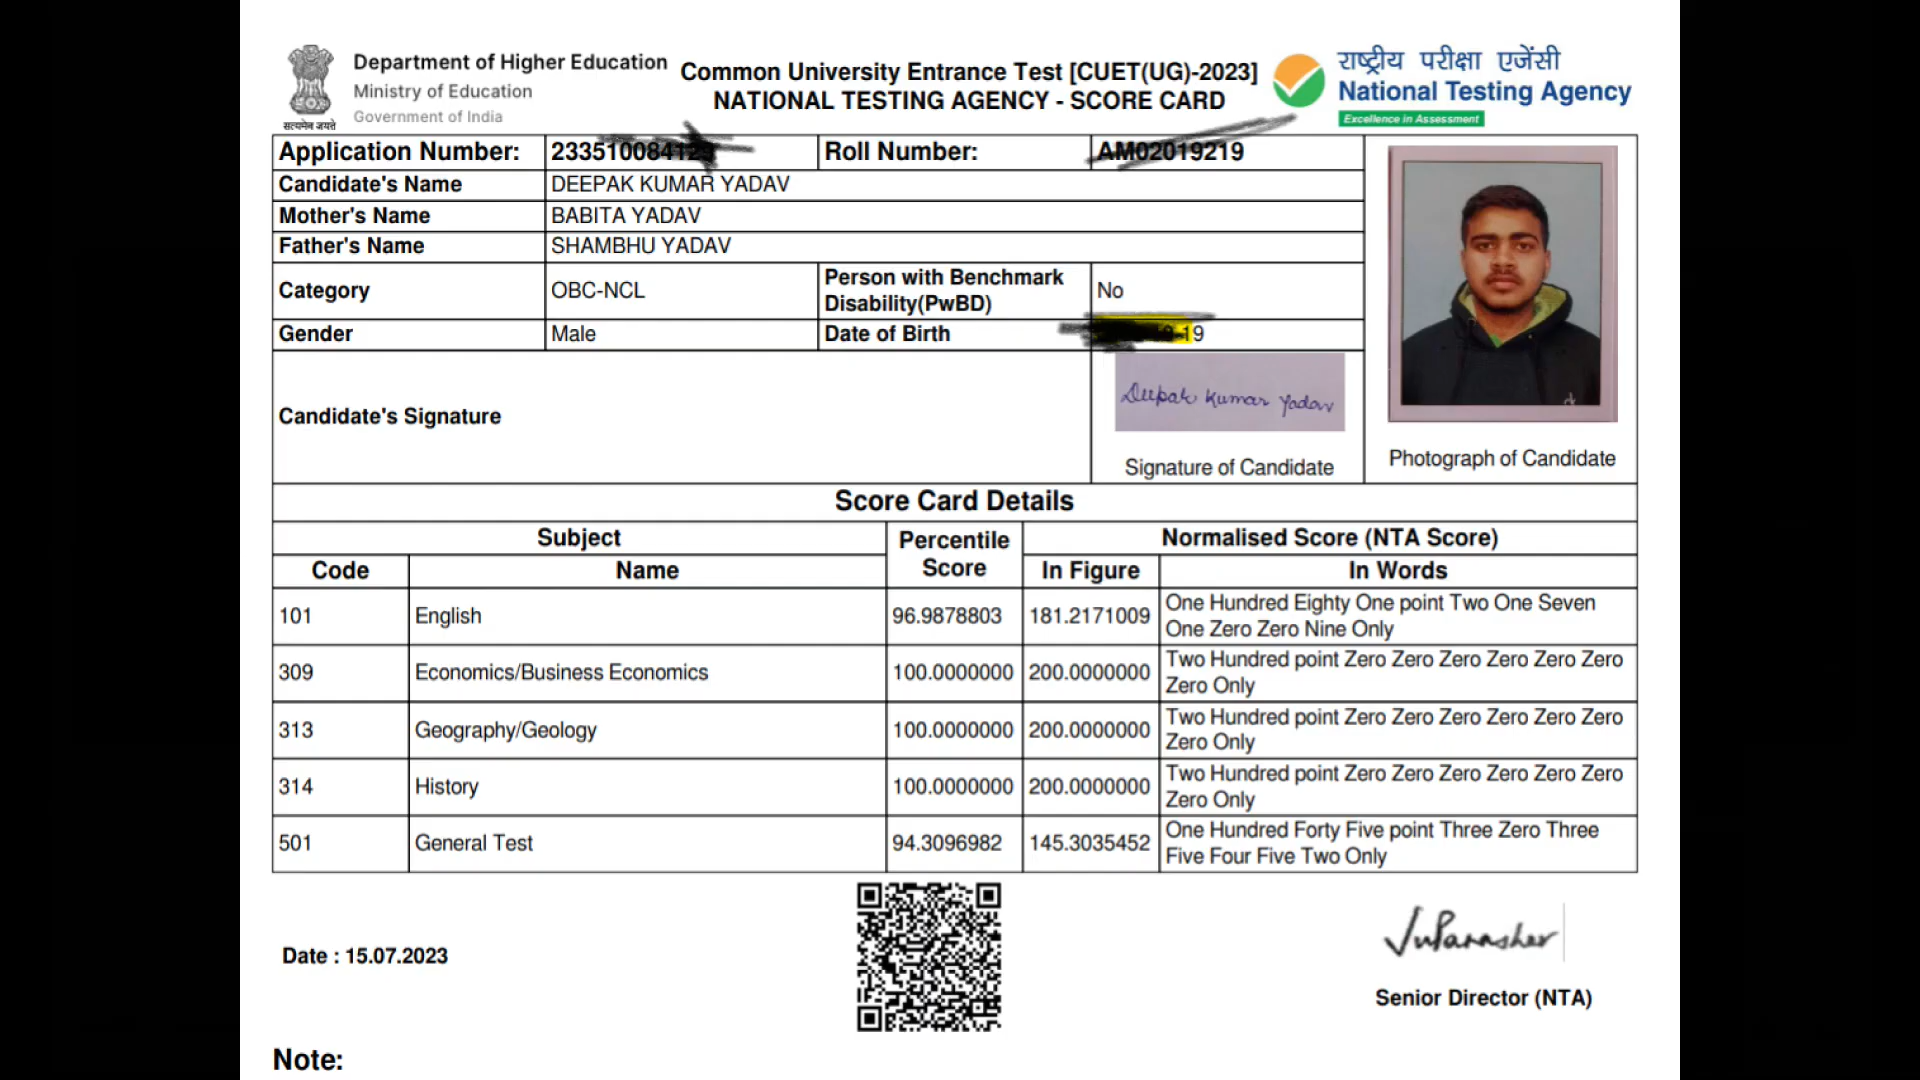 Department of Higher Education
Ministry of Education
Government of India
सत्यमेव जयते
Common University Entrance Test [CUET(UG)-2023]
NATIONAL TESTING AGENCY - SCORE CARD
राष्ट्रीय परीक्षा एजेंसी
National Testing Agency
Excellence in Assessment
Application Number: Roll Number:
Candidate's Name DEEPAK KUMAR YADAV
Mother's Name BABITA YADAV
Father's Name SHAMBHU YADAV
Category OBC-NCL Person with Benchmark Disability(PwBD) No
Gender Male Date of Birth
Candidate's Signature
Deepak Kumar Yadav
Signature of Candidate
Photograph of Candidate
Score Card Details
Subject Percentile Score Normalised Score (NTA Score)
Code Name In Figure In Words
101 English 96.9878803 181.2171009 One Hundred Eighty One point Two One Seven
One Zero Zero Nine Only
309 Economics/Business Economics 100.0000000 200.0000000 Two Hundred point Zero Zero Zero Zero Zero Zero
Zero Only
313 Geography/Geology 100.0000000 200.0000000 Two Hundred point Zero Zero Zero Zero Zero Zero
Zero Only
314 History 100.0000000 200.0000000 Two Hundred point Zero Zero Zero Zero Zero Zero
Zero Only
501 General Test 94.3096982 145.3035452 One Hundred Forty Five point Three Zero Three
Five Four Five Two Only
Date : 15.07.2023
Senior Director (NTA)
Note: